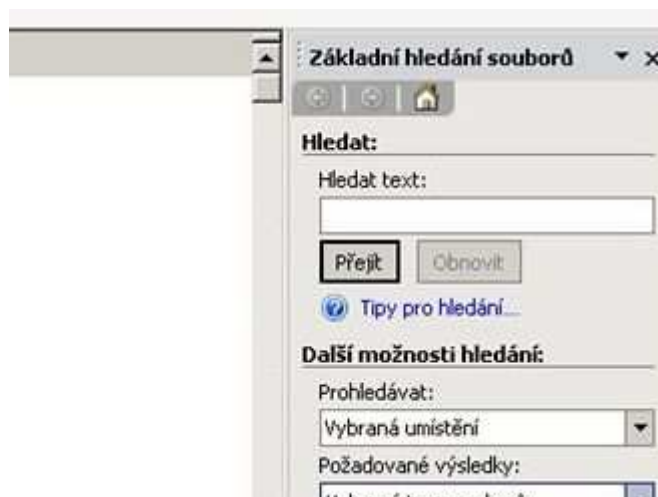 Základní hledání souborů
Hledat:
Hledat text:
Přejít Obnovit
Tipy pro hledání...
Další možnosti hledání:
Prohledávat:
Vybraná umístění
Požadované výsledky: